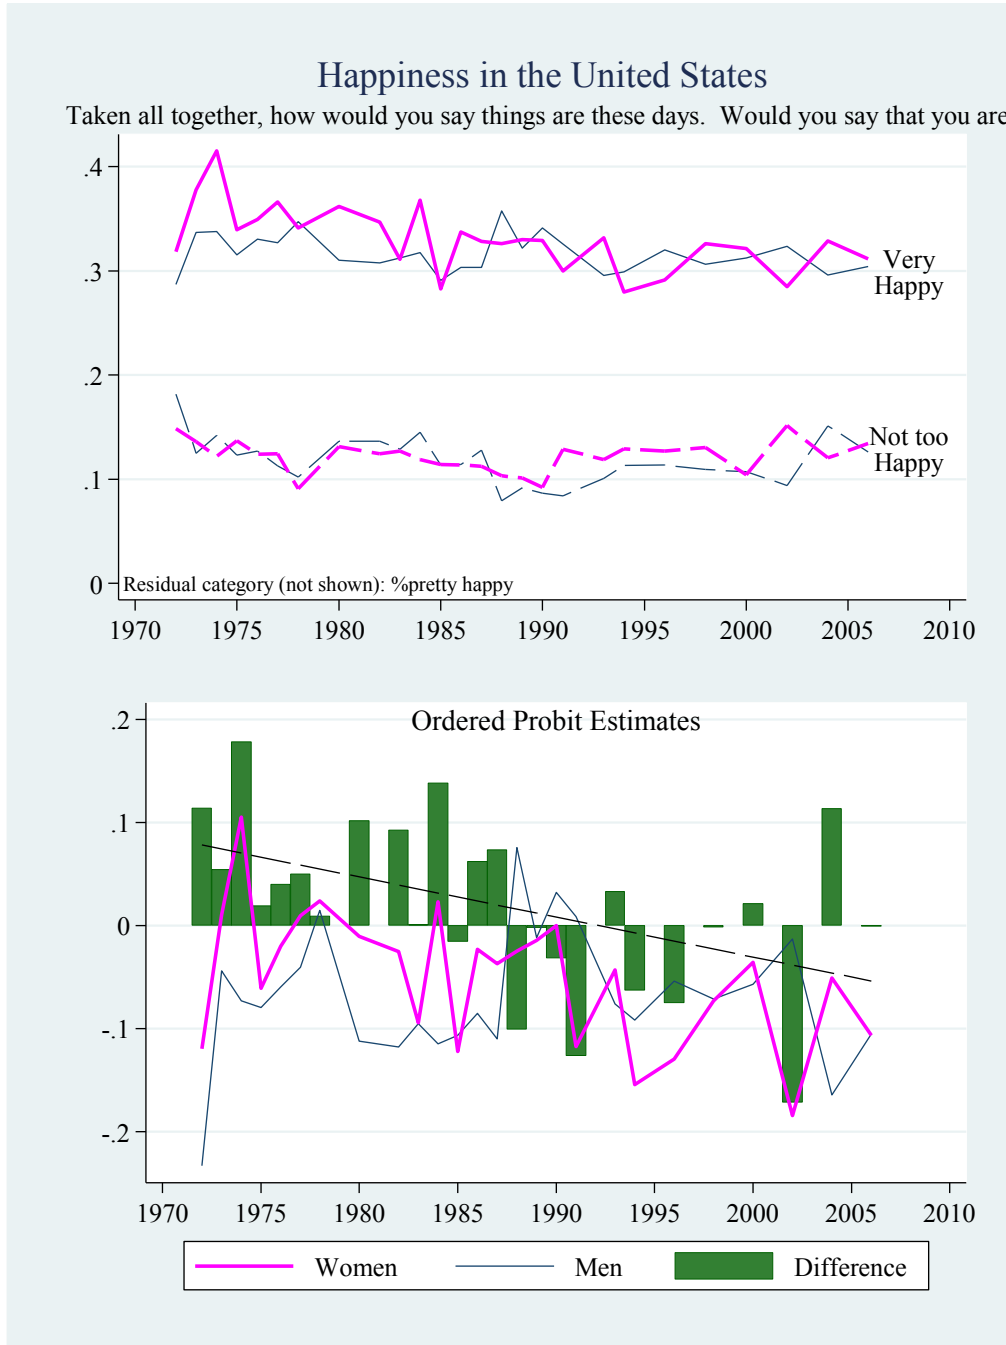 Happiness in the United States
Taken all together, how would you say things are these days.  Would you say that you are
.4
.3
.2
.1
0
Very
Happy
Not too
Happy
Residual category (not shown): %pretty happy
1970 1975 1980 1985 1990 1995 2000 2005 2010
Ordered Probit Estimates
.2
.1
0
-.1
-.2
1970 1975 1980 1985 1990 1995 2000 2005 2010
Women Men Difference